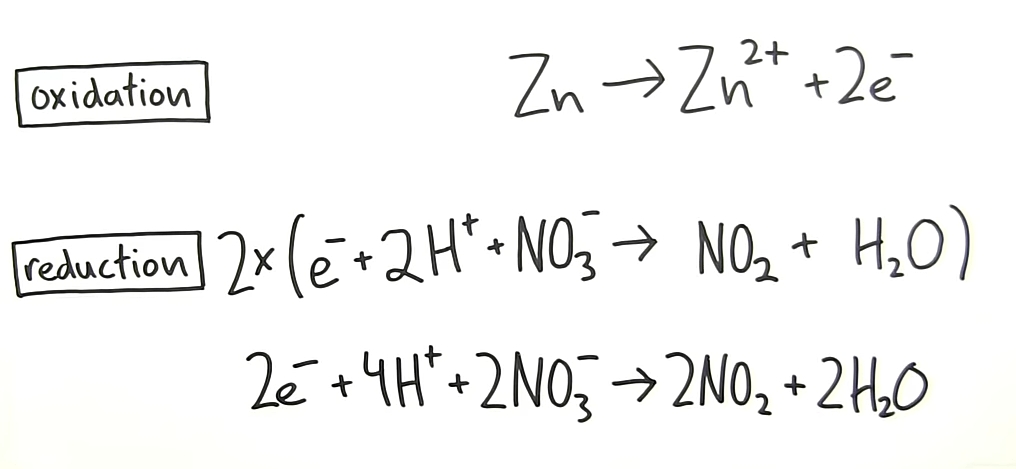 oxidation Zn → Zn²⁺ + 2e⁻
reduction 2×(e⁻ + 2H⁺ + NO₃⁻ → NO₂ + H₂O)
2e⁻ + 4H⁺ + 2NO₃⁻ → 2NO₂ + 2H₂O